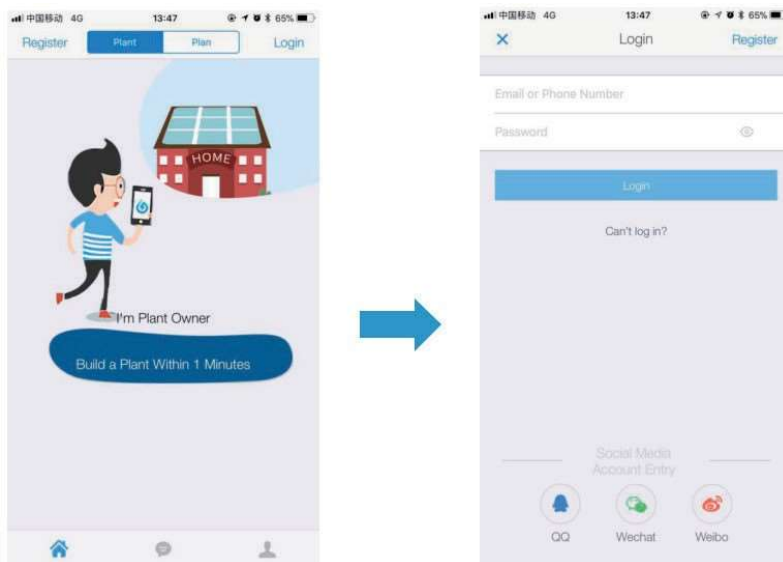 中国移动 4G 13:47 65%
Register Plant Plan Login
HOME
I'm Plant Owner
Build a Plant Within 1 Minutes
中国移动 4G 13:47 65%
Login Register
Email or Phone Number
Password
Login
Can't log in?
Social Media
Account Entry
QQ Wechat Weibo